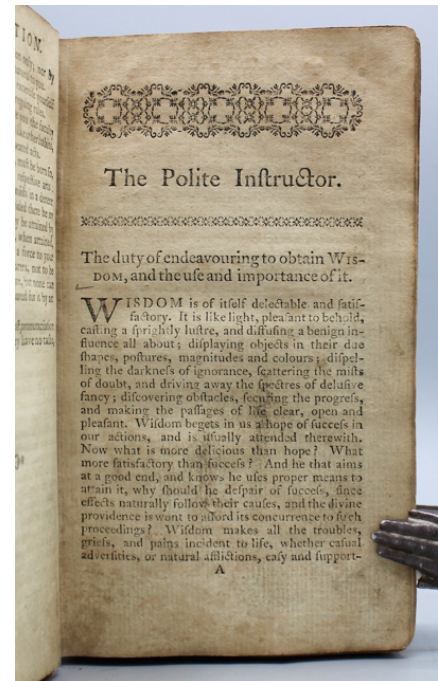 TION.
only, nor by
The Polite Inſtructor.
The duty of endeavouring to obtain WIS-
DOM, and the uſe and importance of it.
WISDOM is of itſelf delectable and ſatiſ-
factory. It is like light, pleaſant to behold,
caſting a ſprightly luſtre, and diffuſing a benign in-
fluence all about; diſplaying objects in their due
ſhapes, poſtures, magnitudes and colours; diſpel-
ling the darkneſs of ignorance, ſcattering the miſts
of doubt, and driving away the ſpectres of deluſive
fancy; diſcovering obſtacles, ſecuring the progreſs,
and making the paſſages of life clear, open and
pleaſant. Wiſdom begets in us a hope of ſucceſs in
our actions, and is uſually attended therewith.
Now what is more delicious than hope? What
more ſatisfactory than ſucceſs? And he that aims
at a good end, and knows he uſes proper means to
attain it, why ſhould he deſpair of ſucceſs, ſince
effects naturally follow their cauſes, and the divine
providence is wont to afford its concurrence to ſuch
proceedings? Wiſdom makes all the troubles,
griefs, and pains incident to life, whether caſual
adverſities, or natural afflictions, eaſy and ſupport-
A